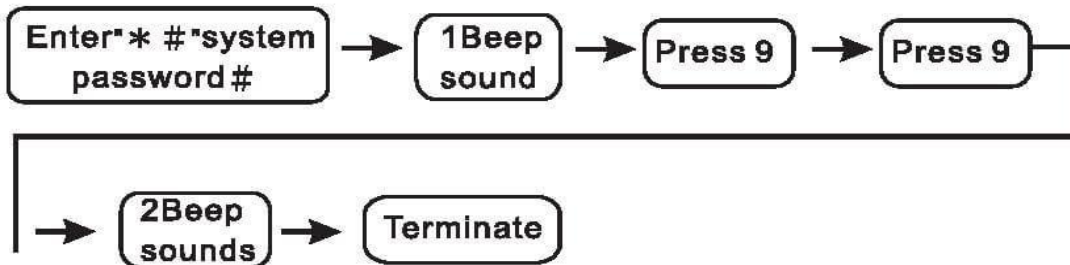 Enter"* #"system
password#
1Beep
sound
Press 9
Press 9
2Beep
sounds
Terminate